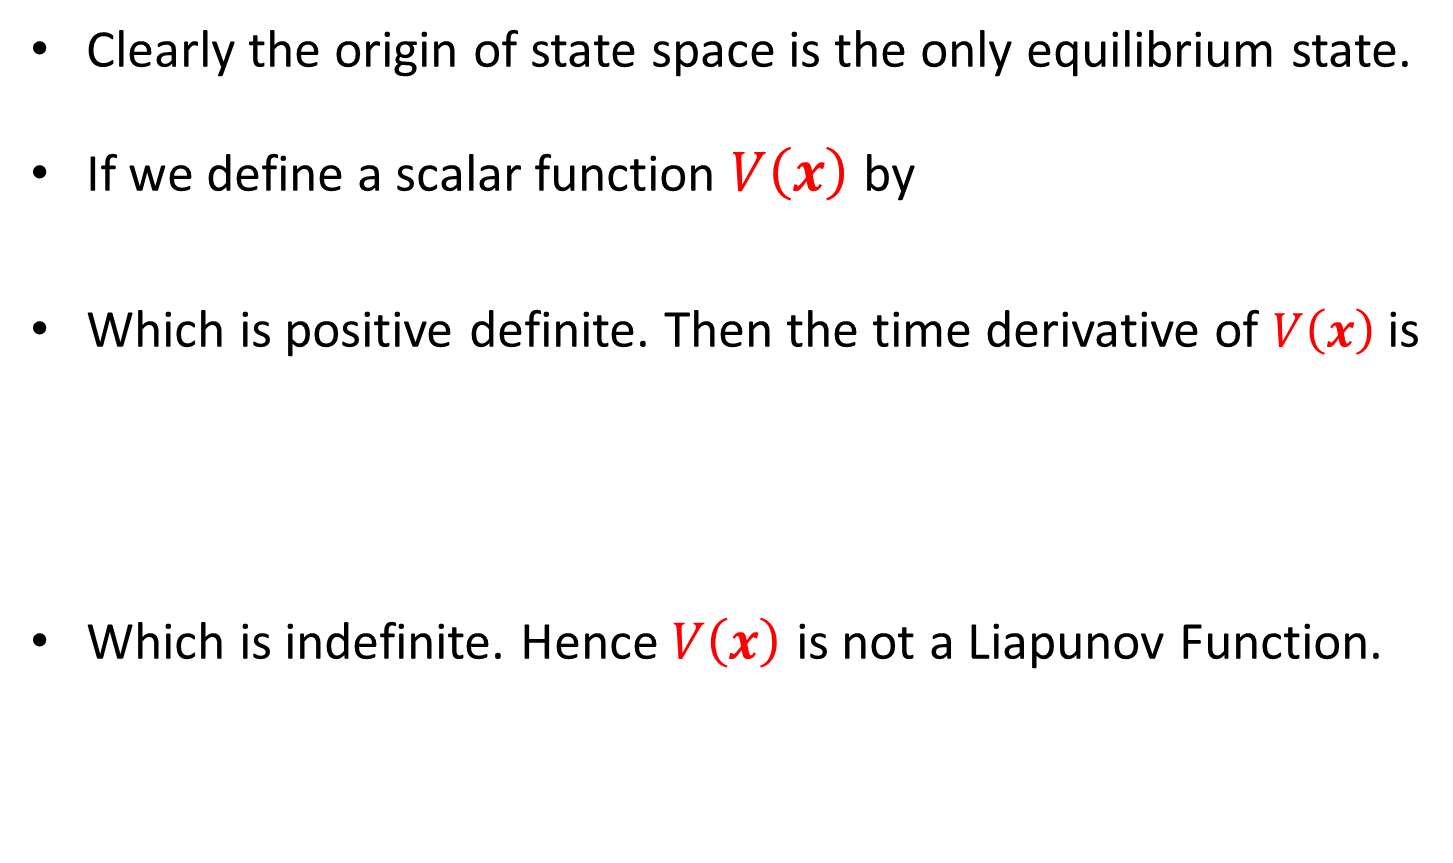 • Clearly the origin of state space is the only equilibrium state.
• If we define a scalar function V(x) by
• Which is positive definite. Then the time derivative of V(x) is
• Which is indefinite. Hence V(x) is not a Liapunov Function.